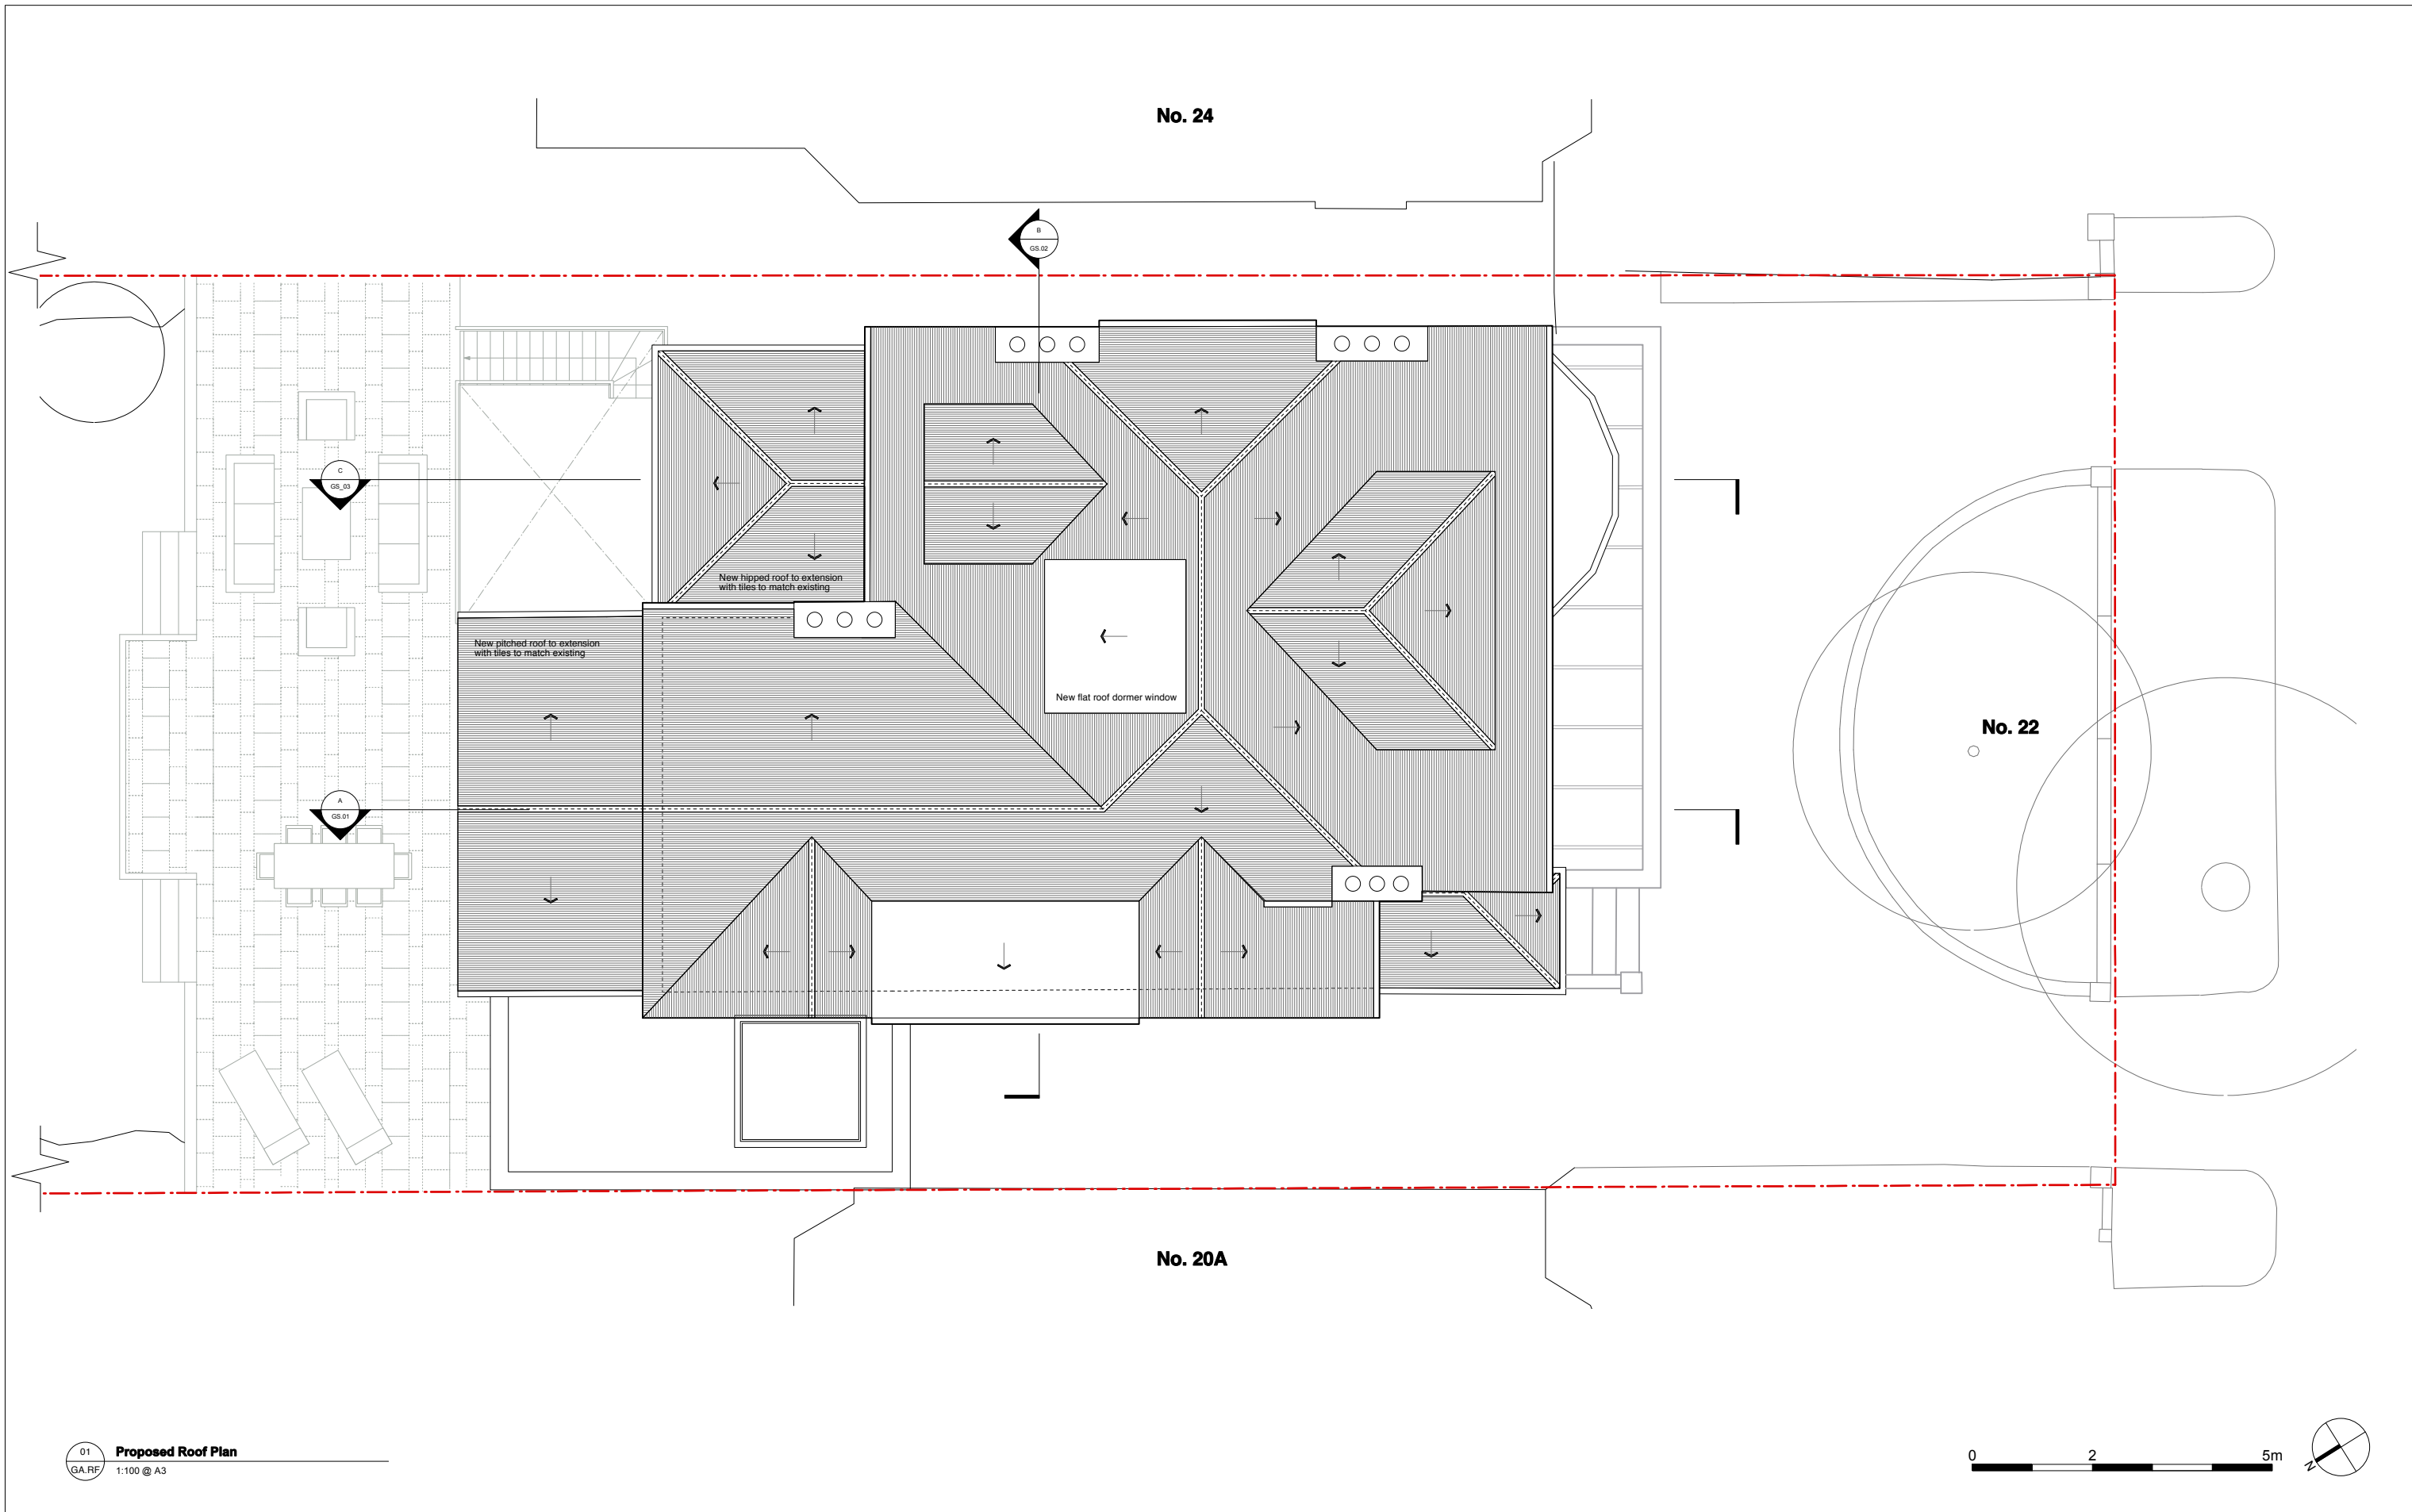 No. 24
B
GS.02
C
GS_03
New hipped roof to extension
with tiles to match existing
New pitched roof to extension
with tiles to match existing
New flat roof dormer window
No. 22
A
GS.01
No. 20A
01
GA.RF
Proposed Roof Plan
1:100 @ A3
0 2 5m
N